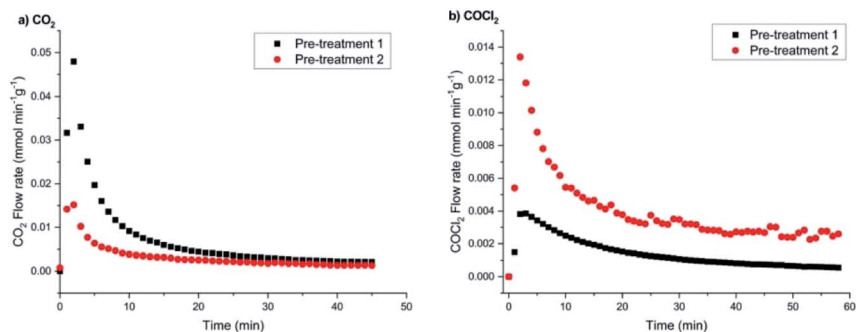 a) CO₂
Pre-treatment 1
Pre-treatment 2
CO₂ Flow rate (mmol min⁻¹g⁻¹)
0.05
0.04
0.03
0.02
0.01
0.00
0
10
20
30
40
50
Time (min)
b) COCl₂
Pre-treatment 1
Pre-treatment 2
COCl₂ Flow rate (mmol min⁻¹g⁻¹)
0.014
0.012
0.010
0.008
0.006
0.004
0.002
0.000
0
10
20
30
40
50
60
Time (min)